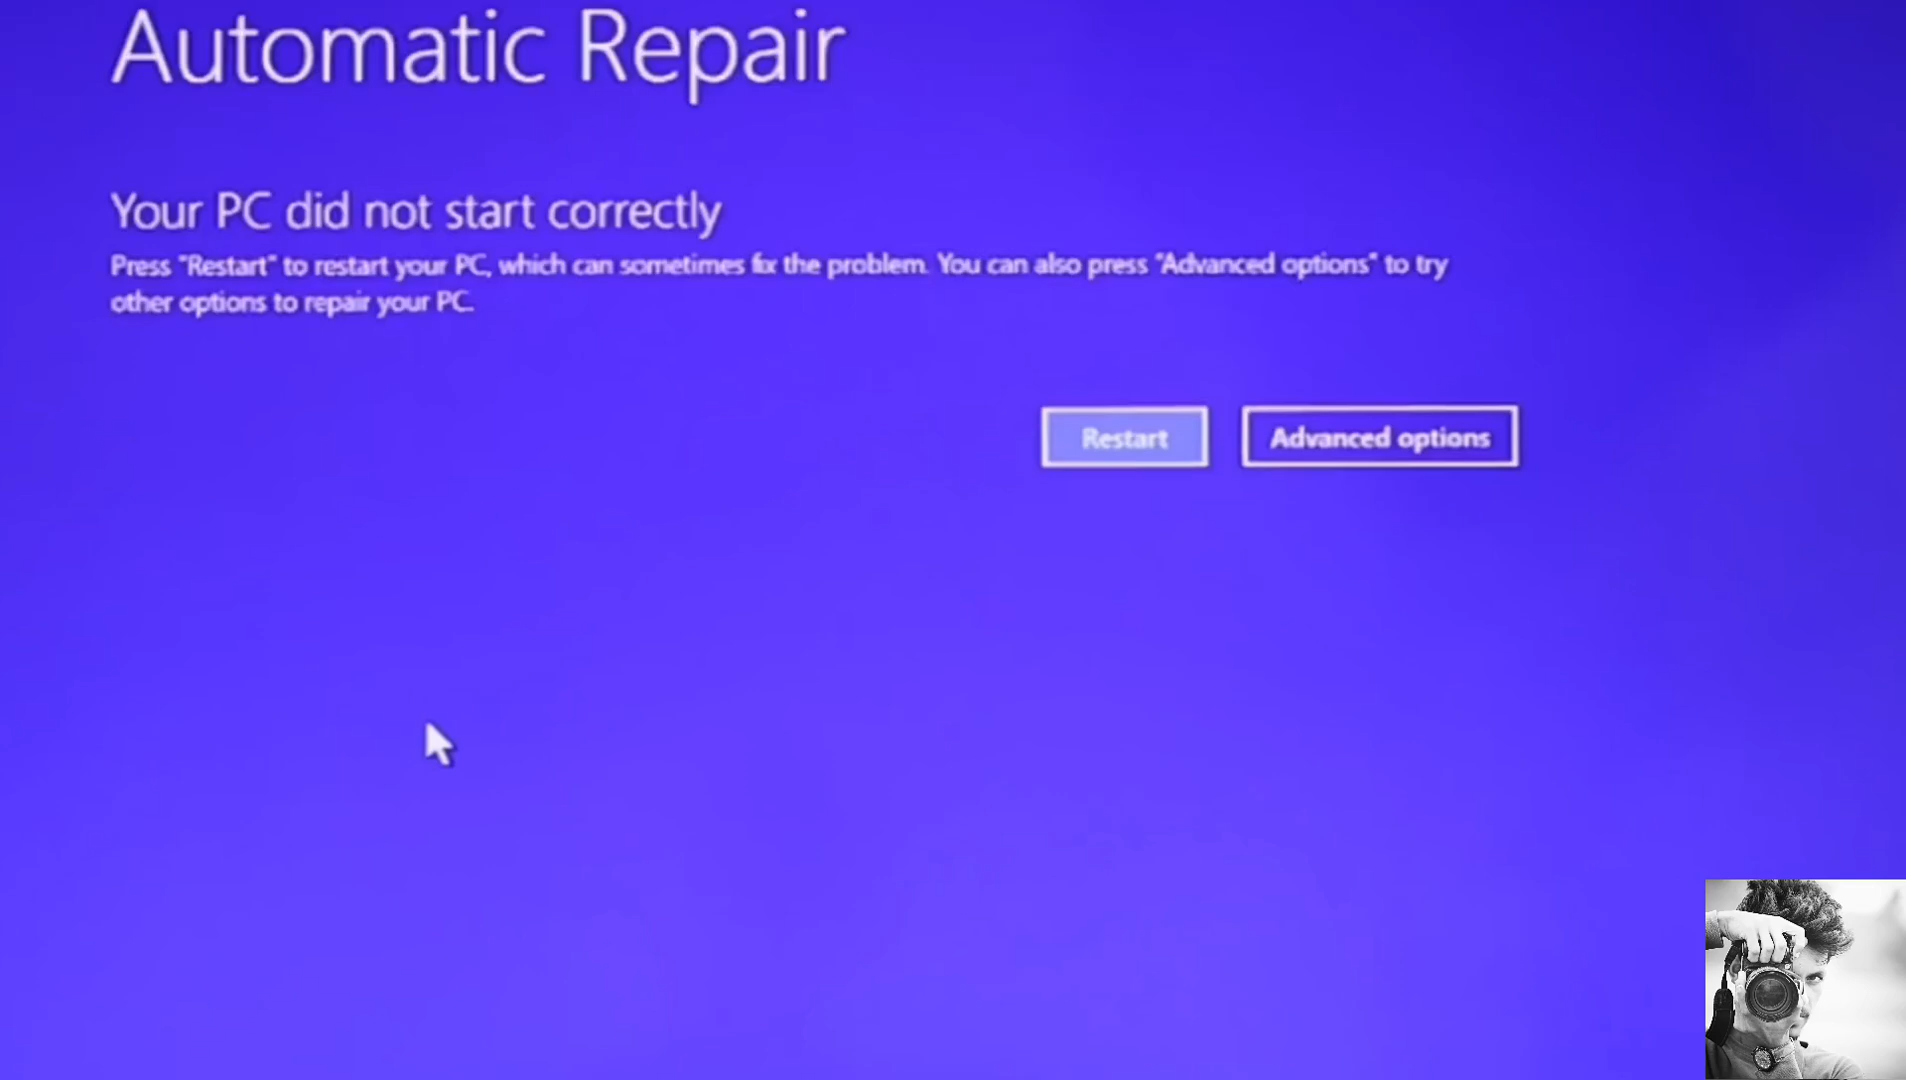 Automatic Repair
Your PC did not start correctly
Press "Restart" to restart your PC, which can sometimes fix the problem. You can also press "Advanced options" to try
other options to repair your PC.
Restart
Advanced options